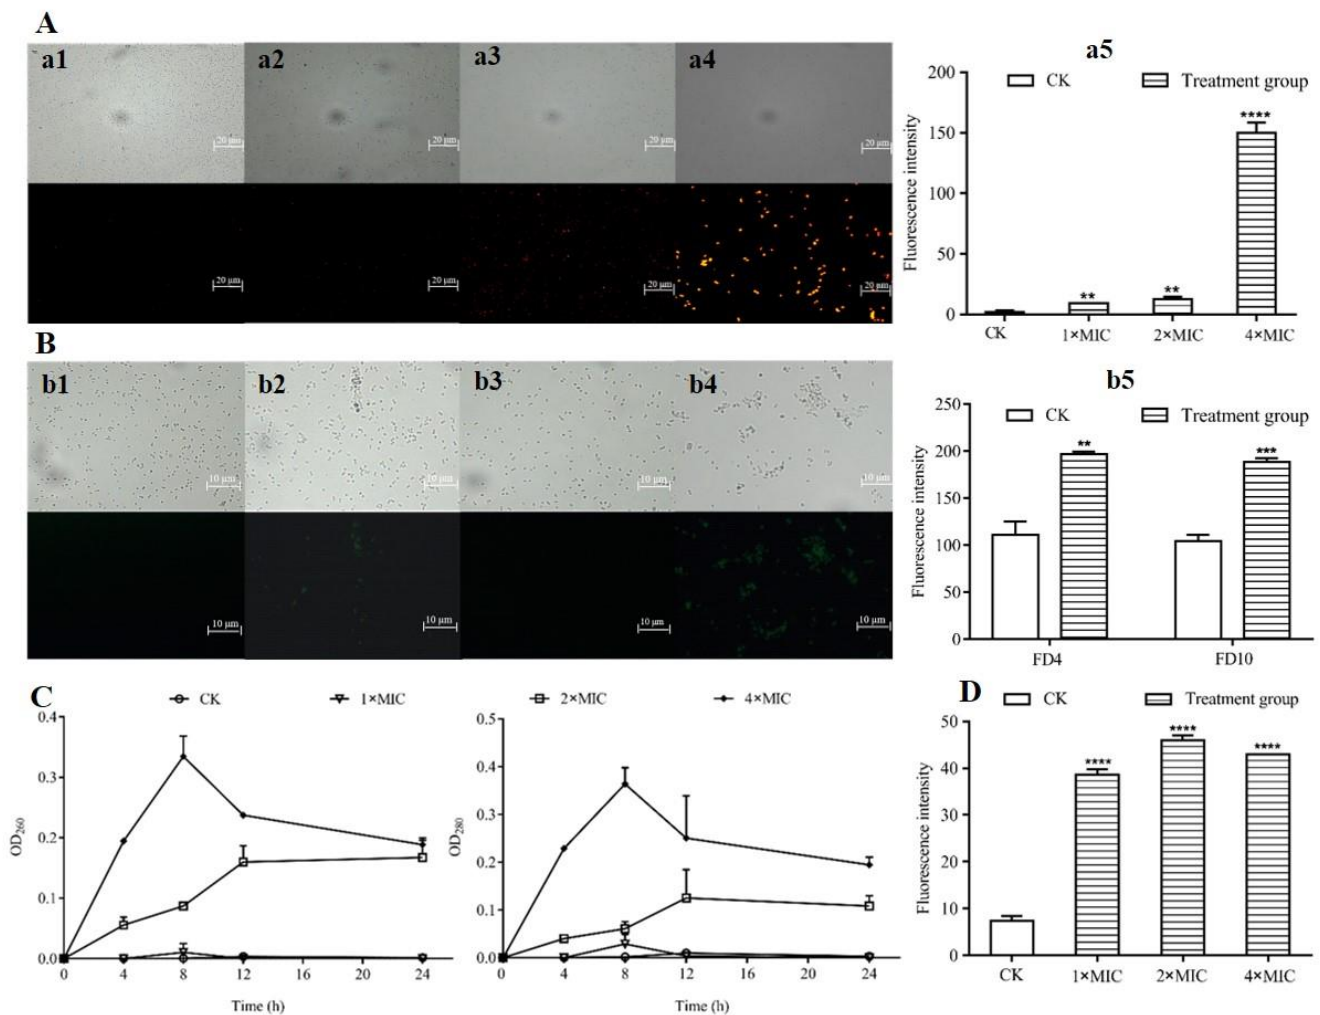 A
a1 a2 a3 a4
20 μm 20 μm 20 μm 20 μm
20 μm 20 μm 20 μm 20 μm
a5
CK Treatment group
Fluorescence intensity
200
150
100
50
0
** ** ****
CK 1×MIC 2×MIC 4×MIC
B
b1 b2 b3 b4
10 μm 10 μm 10 μm
10 μm 10 μm 10 μm 10 μm
b5
CK Treatment group
Fluorescence intensity
250
200
150
100
50
0
** ***
FD4 FD10
C
CK 1×MIC 2×MIC 4×MIC
OD260
0.4
0.3
0.2
0.1
0.0
0 4 8 12 16 20 24
Time (h)
OD280
0.5
0.4
0.3
0.2
0.1
0.0
0 4 8 12 16 20 24
Time (h)
D
CK Treatment group
Fluorescence intensity
50
40
30
20
10
0
**** **** ****
CK 1×MIC 2×MIC 4×MIC